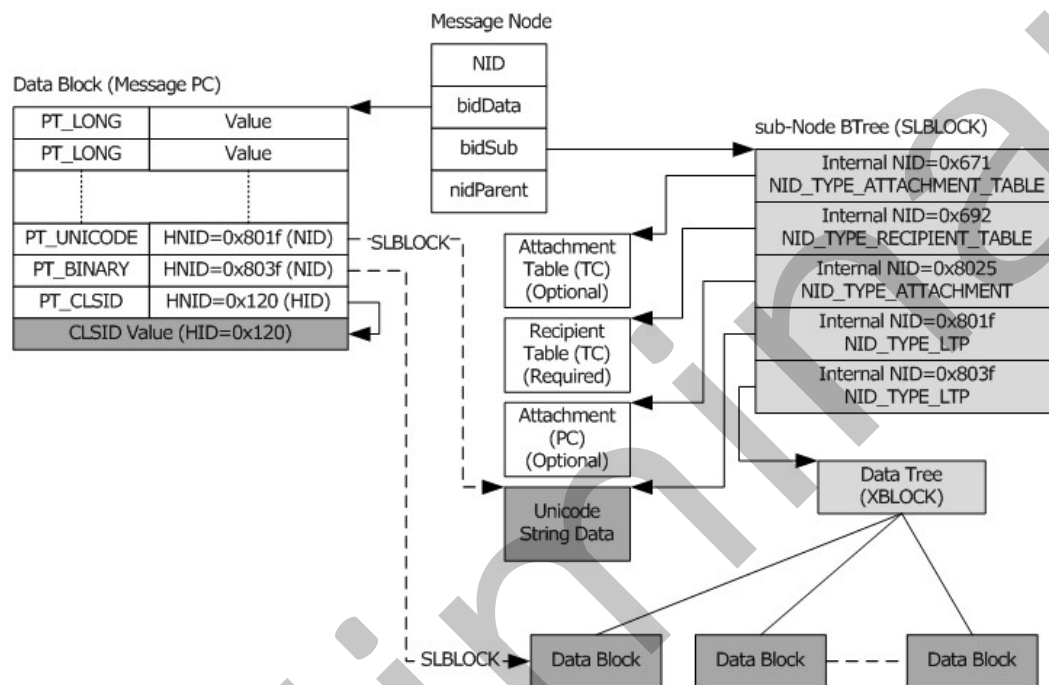 Message Node
NID
bidData
bidSub
nidParent
Data Block (Message PC)
PT_LONG Value
PT_LONG Value
PT_UNICODE HNID=0x801f (NID)
PT_BINARY HNID=0x803f (NID)
PT_CLSID HNID=0x120 (HID)
CLSID Value (HID=0x120)
SLBLOCK
sub-Node BTree (SLBLOCK)
Internal NID=0x671
NID_TYPE_ATTACHMENT_TABLE
Internal NID=0x692
NID_TYPE_RECIPIENT_TABLE
Internal NID=0x8025
NID_TYPE_ATTACHMENT
Internal NID=0x801f
NID_TYPE_LTP
Internal NID=0x803f
NID_TYPE_LTP
Attachment
Table (TC)
(Optional)
Recipient
Table (TC)
(Required)
Attachment
(PC)
(Optional)
Unicode
String Data
Data Tree
(XBLOCK)
SLBLOCK
Data Block
Data Block
Data Block